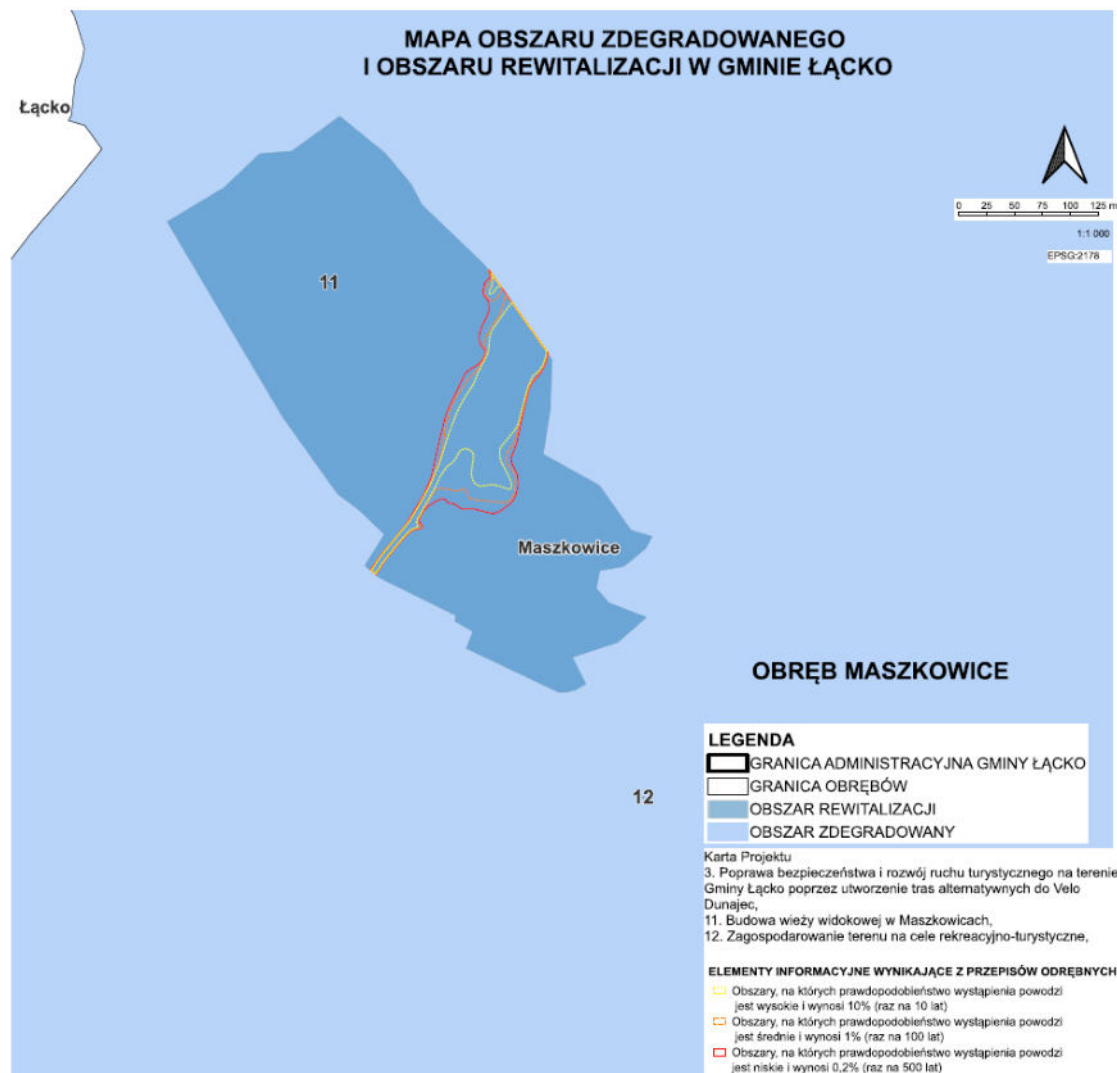 MAPA OBSZARU ZDEGRADOWANEGO
I OBSZARU REWITALIZACJI W GMINIE ŁĄCKO
Łącko
0 25 50 75 100 125 m
1:1 000
EPSG:2178
11
Maszkowice
OBRĘB MASZKOWICE
12
LEGENDA
GRANICA ADMINISTRACYJNA GMINY ŁĄCKO
GRANICA OBRĘBÓW
OBSZAR REWITALIZACJI
OBSZAR ZDEGRADOWANY
Karta Projektu
3. Poprawa bezpieczeństwa i rozwój ruchu turystycznego na terenie
Gminy Łącko poprzez utworzenie tras alternatywnych do Velo
Dunajec,
11. Budowa wieży widokowej w Maszkowicach,
12. Zagospodarowanie terenu na cele rekreacyjno-turystyczne,
ELEMENTY INFORMACYJNE WYNIKAJĄCE Z PRZEPISÓW ODRĘBNYCH
Obszary, na których prawdopodobieństwo wystąpienia powodzi
jest wysokie i wynosi 10% (raz na 10 lat)
Obszary, na których prawdopodobieństwo wystąpienia powodzi
jest średnie i wynosi 1% (raz na 100 lat)
Obszary, na których prawdopodobieństwo wystąpienia powodzi
jest niskie i wynosi 0,2% (raz na 500 lat)